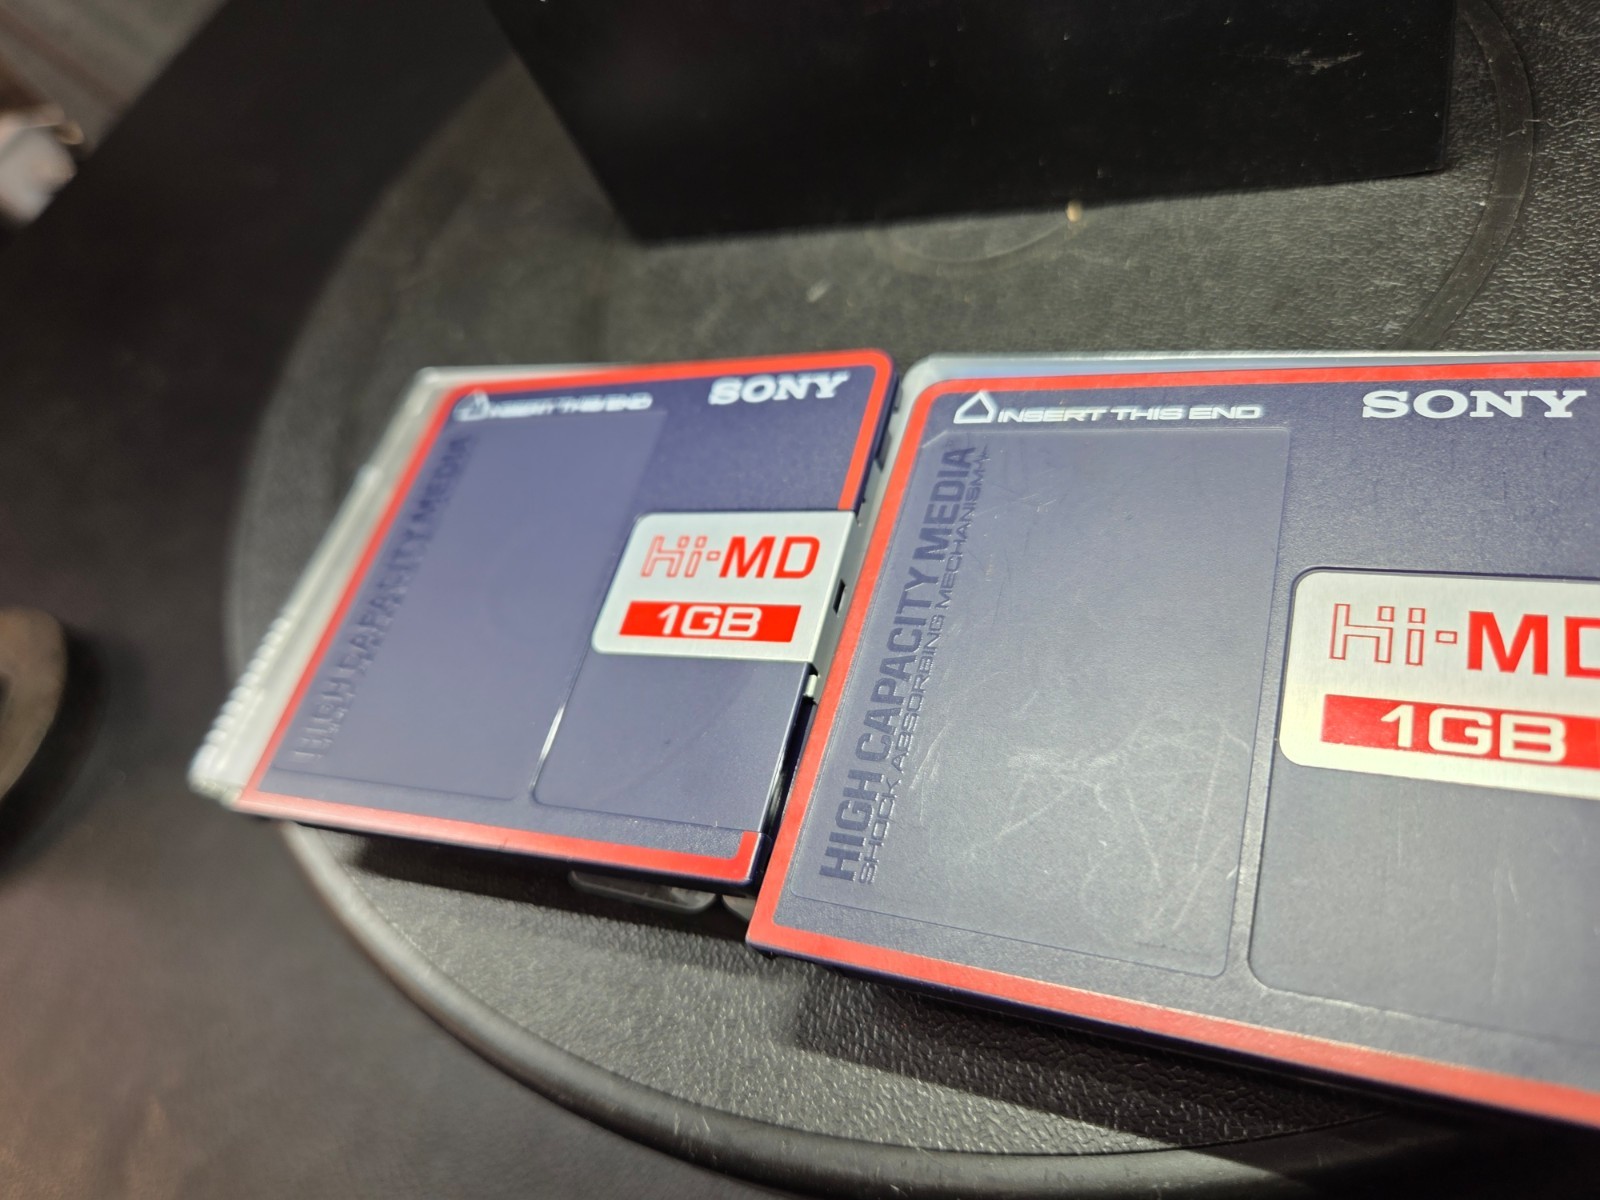 INSERT THIS END
SONY
HIGH CAPACITY MEDIA
Hi-MD
1GB
INSERT THIS END
SONY
HIGH CAPACITY MEDIA
SHOCK ABSORBING MECHANISM
Hi-MD
1GB